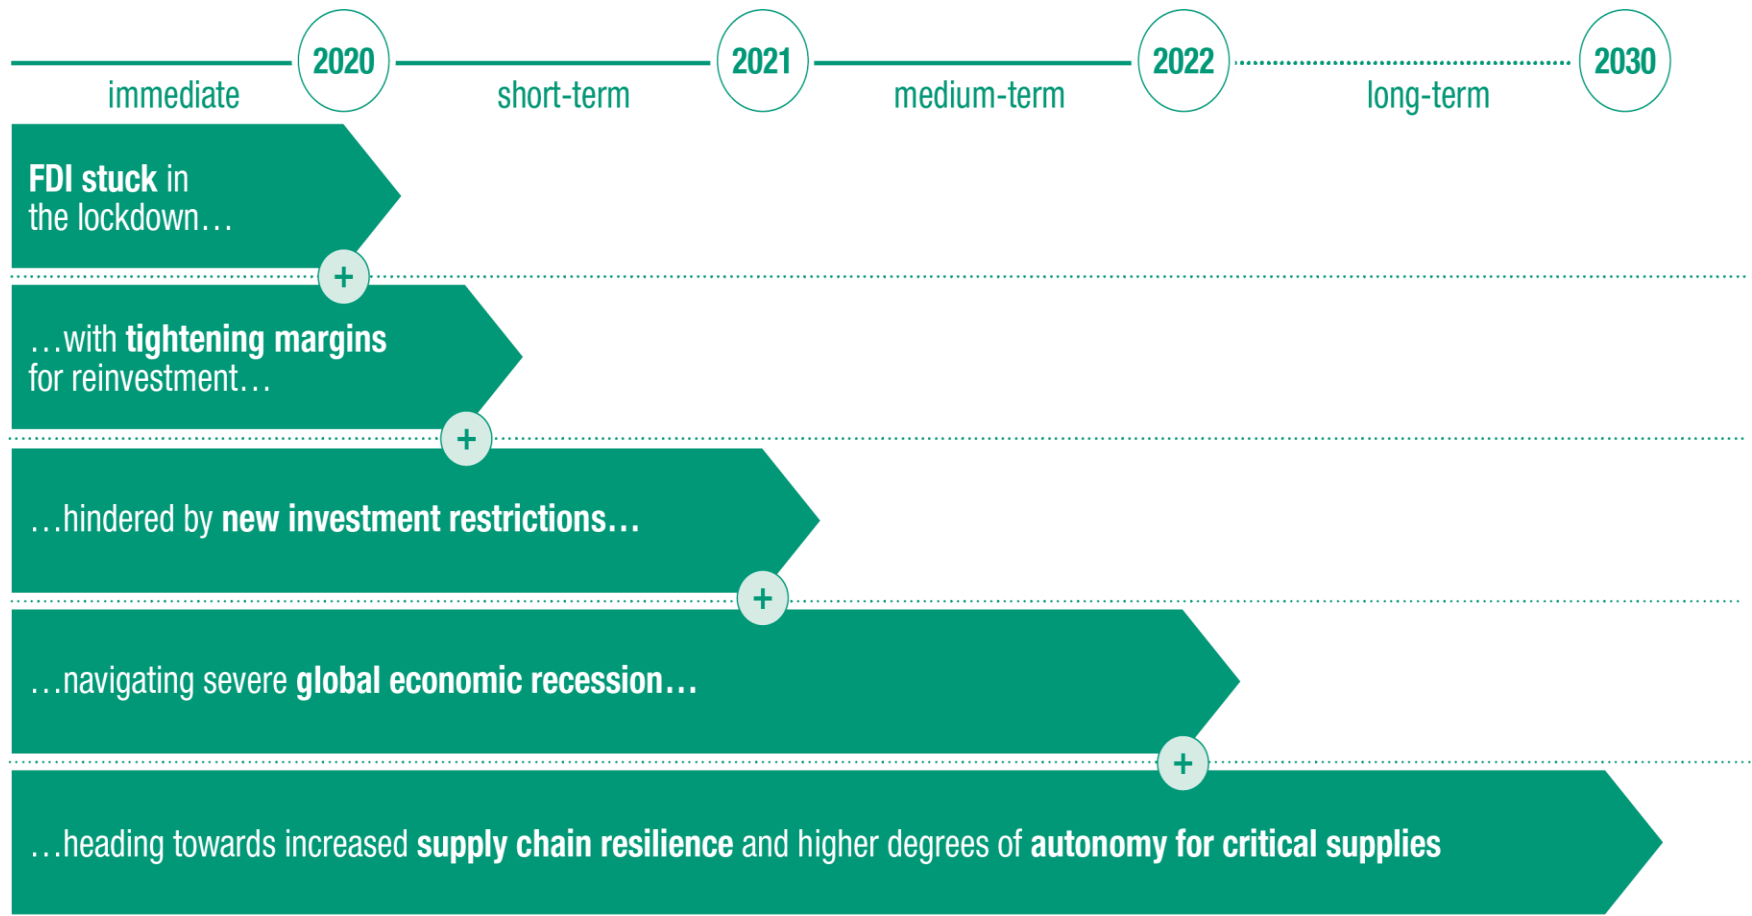 2020
2021
2022
2030
immediate
short-term
medium-term
long-term
FDI stuck in
the lockdown…
+
…with tightening margins
for reinvestment…
+
…hindered by new investment restrictions…
+
…navigating severe global economic recession…
+
…heading towards increased supply chain resilience and higher degrees of autonomy for critical supplies